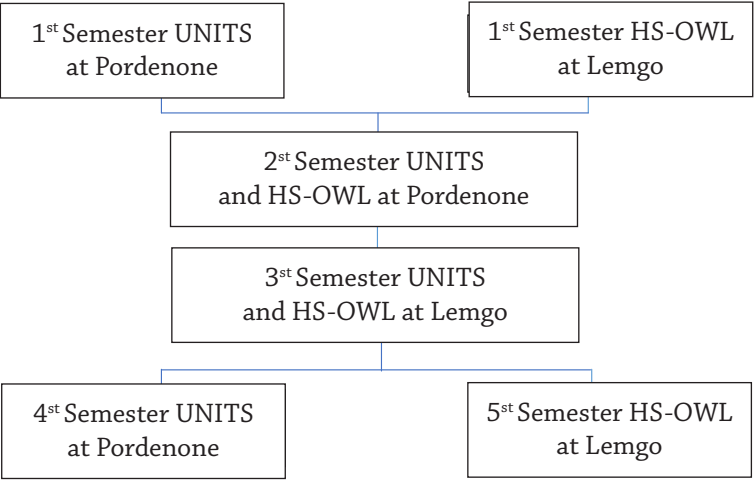 1st Semester UNITS
at Pordenone
1st Semester HS-OWL
at Lemgo
2st Semester UNITS
and HS-OWL at Pordenone
3st Semester UNITS
and HS-OWL at Lemgo
4st Semester UNITS
at Pordenone
5st Semester HS-OWL
at Lemgo